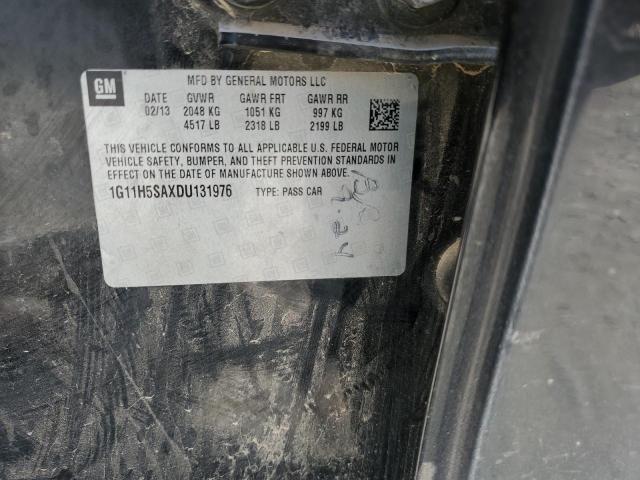 GM
MFD BY GENERAL MOTORS LLC
DATE GVWR GAWR FRT GAWR RR
02/13 2048 KG 1051 KG 997 KG
4517 LB 2318 LB 2199 LB
THIS VEHICLE CONFORMS TO ALL APPLICABLE U.S. FEDERAL MOTOR
VEHICLE SAFETY, BUMPER, AND THEFT PREVENTION STANDARDS IN
EFFECT ON THE DATE OF MANUFACTURE SHOWN ABOVE.
1G11H5SAXDU131976 TYPE: PASS CAR